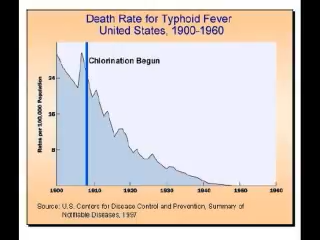 Death Rate for Typhoid Fever
United States, 1900-1960
Chlorination Begun
Rates per 100,000 Population
24
16
8
1900
1910
1920
1930
1940
1950
1960
Source: U.S. Centers for Disease Control and Prevention, Summary of
Notifiable Diseases, 1997